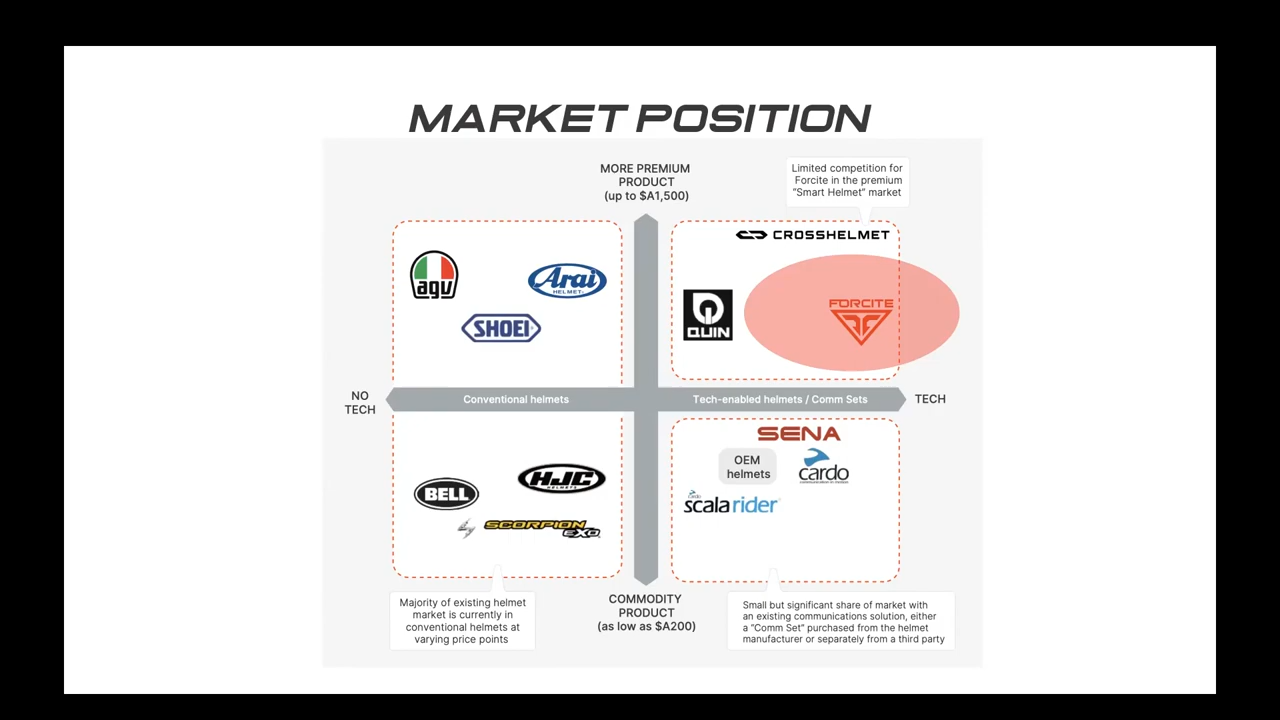 MARKET POSITION
MORE PREMIUM
PRODUCT
(up to $A1,500)
Limited competition for
Forcite in the premium
“Smart Helmet” market
CROSSHELMET
agv
Arai
HELMET
SHOEI
QUIN
FORCITE
NO
TECH
Conventional helmets
Tech-enabled helmets / Comm Sets
TECH
SENA
OEM
helmets
cardo
BELL
HJC
HELMETS
Cardo
scala rider
SCORPION
EXO
COMMODITY
PRODUCT
(as low as $A200)
Majority of existing helmet
market is currently in
conventional helmets at
varying price points
Small but significant share of market with
an existing communications solution, either
a “Comm Set” purchased from the helmet
manufacturer or separately from a third party